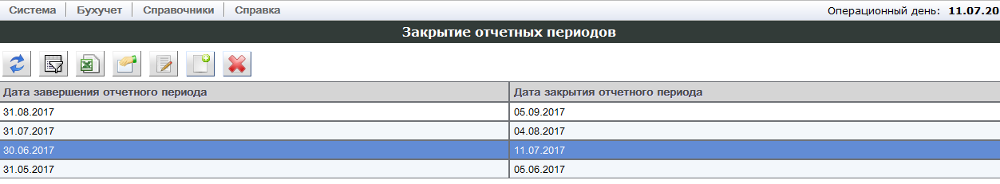 Система Бухучет Справочники Справка Операционный день: 11.07.20
Закрытие отчетных периодов
Дата завершения отчетного периода Дата закрытия отчетного периода
31.08.2017 05.09.2017
31.07.2017 04.08.2017
30.06.2017 11.07.2017
31.05.2017 05.06.2017